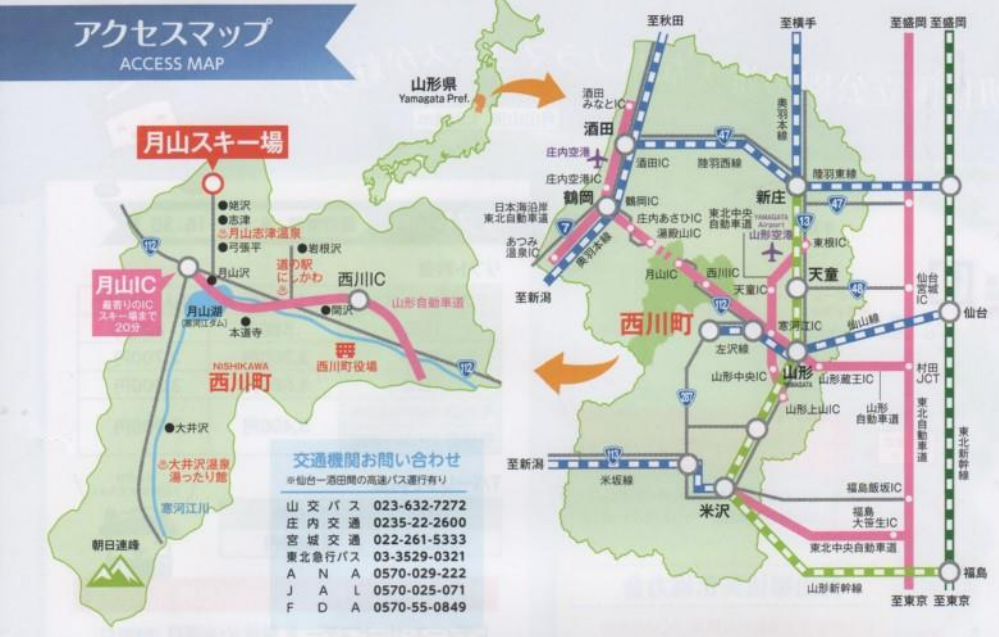 アクセスマップ
ACCESS MAP
山形県
Yamagata Pref.
月山スキー場
姥沢
志津
月山志津温泉
弓張平
岩根沢
112
月山IC
最寄りのIC
スキー場まで
20分
月山沢
道の駅
にしかわ
西川IC
山形自動車道
月山湖
(寒河江ダム)
本道寺
間沢
NISHIKAWA
西川町
西川町役場
112
大井沢
大井沢温泉
湯ったり館
寒河江川
朝日連峰
交通機関お問い合わせ
※仙台ー酒田間の高速バス運行有り
山交バス 023-632-7272
庄内交通 0235-22-2600
宮城交通 022-261-5333
東北急行バス 03-3529-0321
ANA 0570-029-222
JAL 0570-025-071
FDA 0570-55-0849
至秋田
至横手
至盛岡
至盛岡
酒田
みなとIC
酒田
庄内空港
酒田IC
47
陸羽西線
奥羽本線
陸羽東線
庄内空港IC
新庄
47
鶴岡
鶴岡IC
日本海沿岸
東北自動車道
庄内あさひIC
湯殿山IC
東北中央
自動車道
YAMAGATA
Airport
山形空港
13
東根IC
7
あつみ
温泉IC
羽越本線
至新潟
月山IC
西川IC
天童IC
天童
48
仙台
宮城
IC
112
西川町
寒河江IC
仙山線
仙台
左沢線
山形
YAMAGATA
山形中央IC
山形蔵王IC
村田
JCT
山形上山IC
山形
自動車道
287
東北自動車道
東北新幹線
至新潟
113
米坂線
米沢
福島飯坂IC
福島
大笹生IC
東北中央自動車道
山形新幹線
福島
至東京
至東京